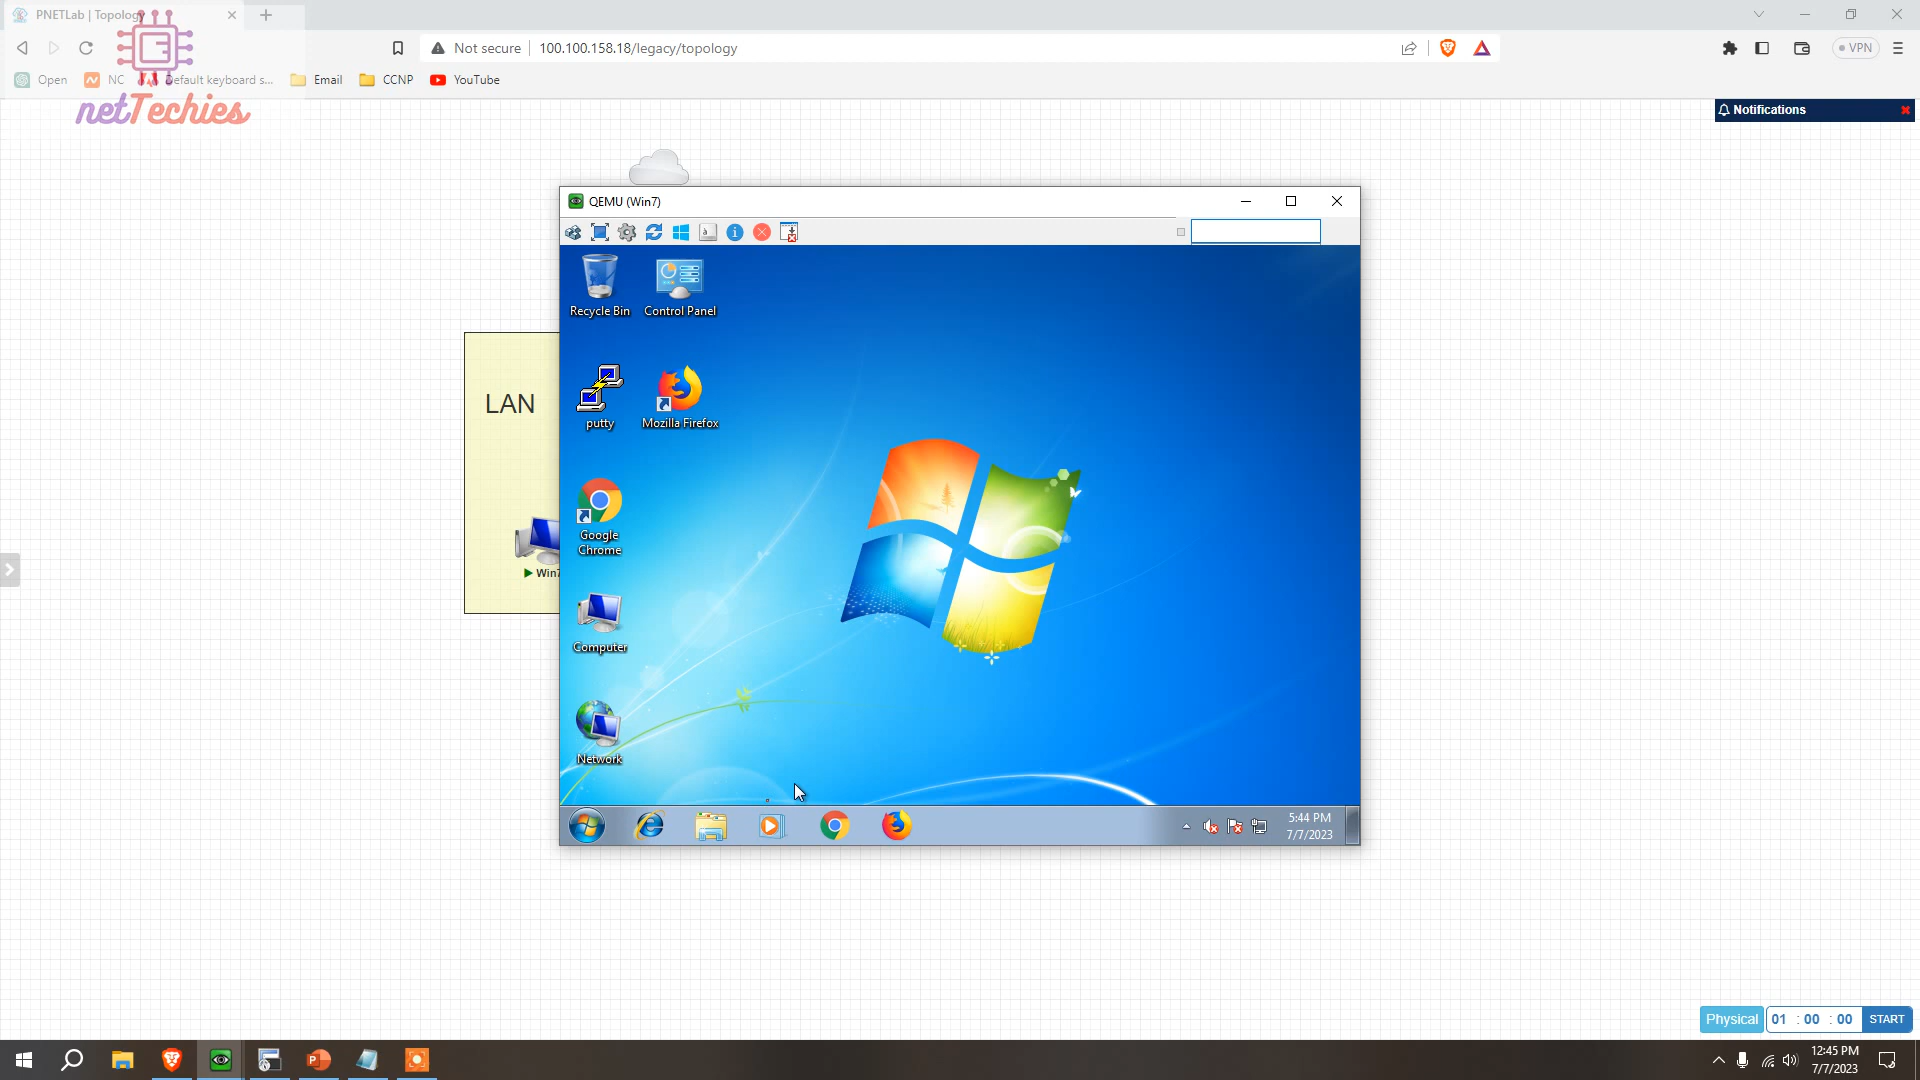 PNETLab | Topology
Not secure
100.100.158.18/legacy/topology
VPN
Open
NC
Default keyboard s...
Email
CCNP
YouTube
netTechies
Notifications
QEMU (Win7)
Recycle Bin
Control Panel
LAN
putty
Mozilla Firefox
Google
Chrome
Win7
Computer
Network
5:44 PM
7/7/2023
Physical
01 : 00 : 00
START
12:45 PM
7/7/2023